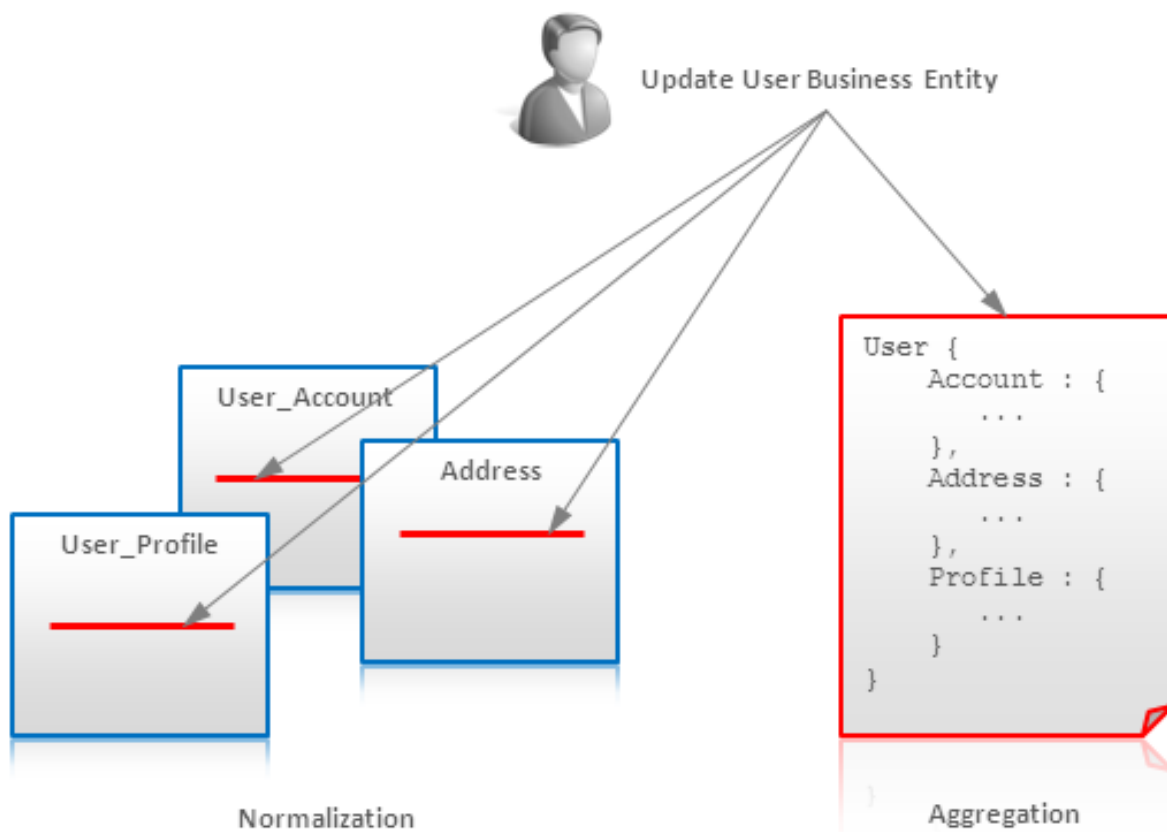 Update User Business Entity
User_Account
Address
User_Profile
Normalization
User {
    Account : {
        ...
    },
    Address : {
        ...
    },
    Profile : {
        ...
    }
}
}
Aggregation